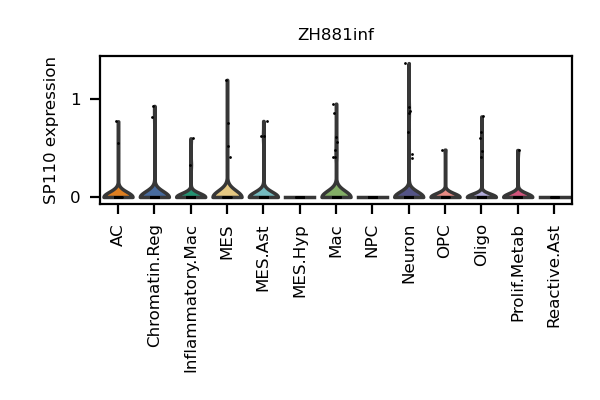 ZH881inf
SP110 expression
1
0
AC
Chromatin.Reg
Inflammatory.Mac
MES
MES.Ast
MES.Hyp
Mac
NPC
Neuron
OPC
Oligo
Prolif.Metab
Reactive.Ast